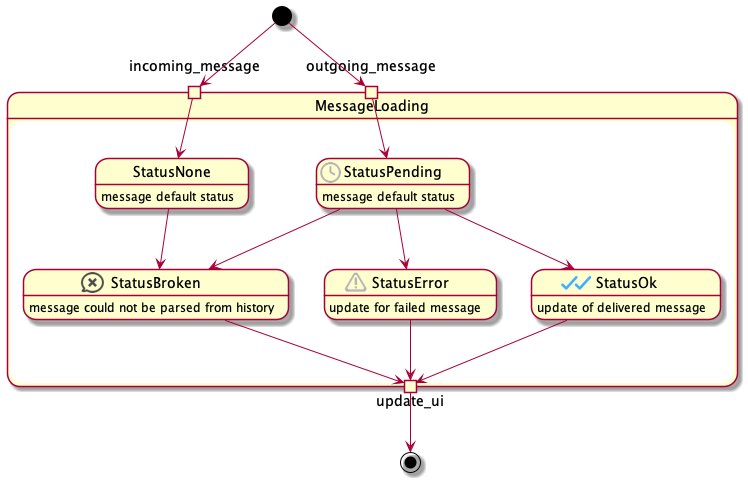 incoming_message
outgoing_message
MessageLoading
StatusNone
message default status
StatusPending
message default status
StatusBroken
message could not be parsed from history
StatusError
update for failed message
StatusOk
update of delivered message
update_ui